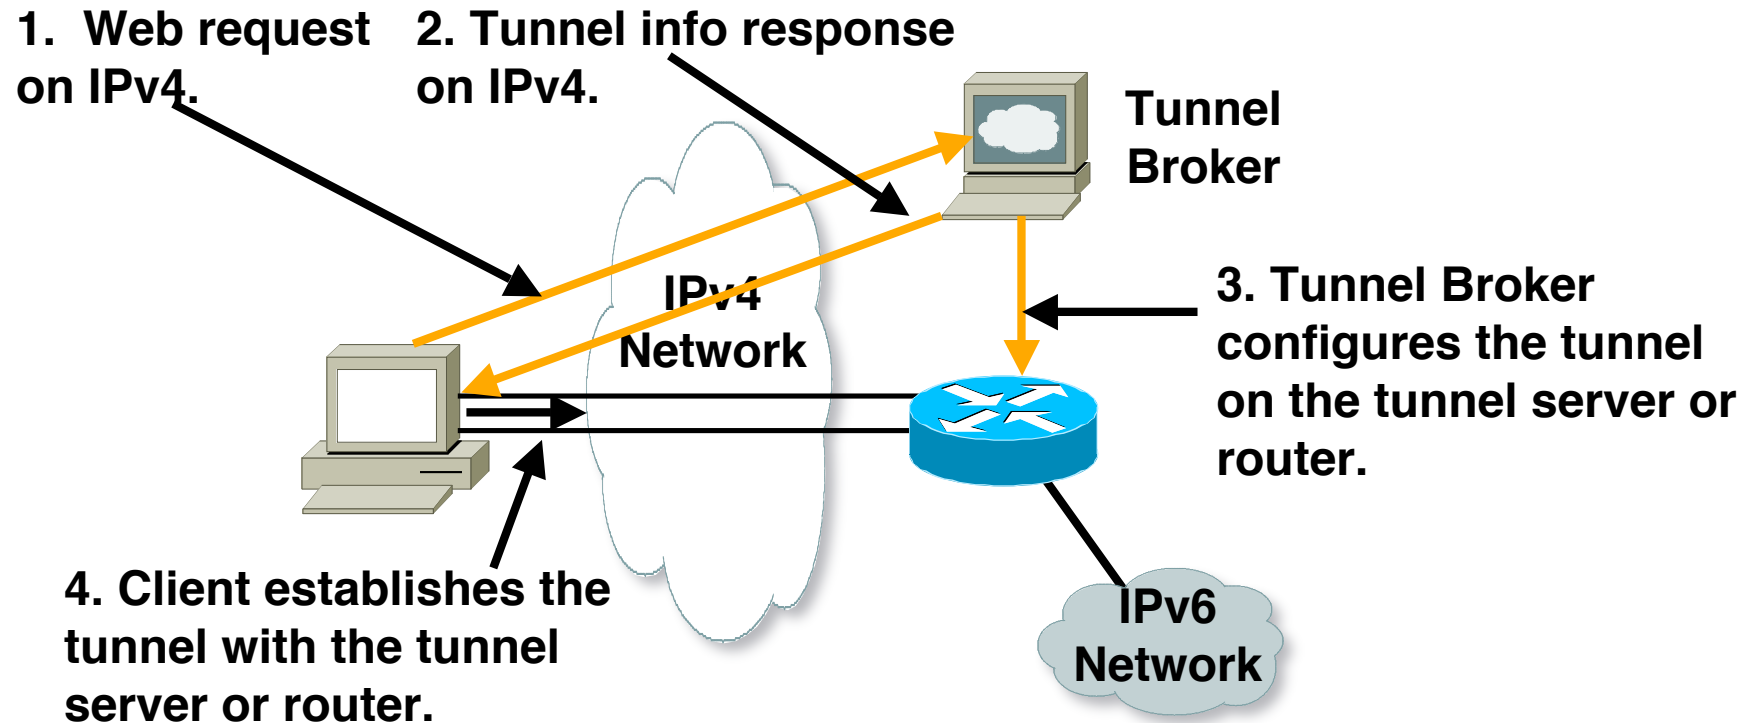 1. Web request
on IPv4.
2. Tunnel info response
on IPv4.
Tunnel
Broker
IPv4
Network
3. Tunnel Broker
configures the tunnel
on the tunnel server or
router.
4. Client establishes the
tunnel with the tunnel
server or router.
IPv6
Network